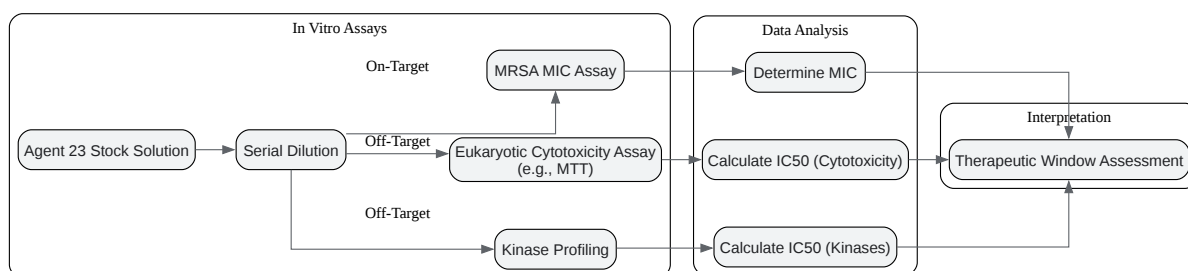 In Vitro Assays
Data Analysis
On-Target
MRSA MIC Assay
Determine MIC
Interpretation
Agent 23 Stock Solution
Serial Dilution
Off-Target
Eukaryotic Cytotoxicity Assay
(e.g., MTT)
Calculate IC50 (Cytotoxicity)
Therapeutic Window Assessment
Off-Target
Kinase Profiling
Calculate IC50 (Kinases)